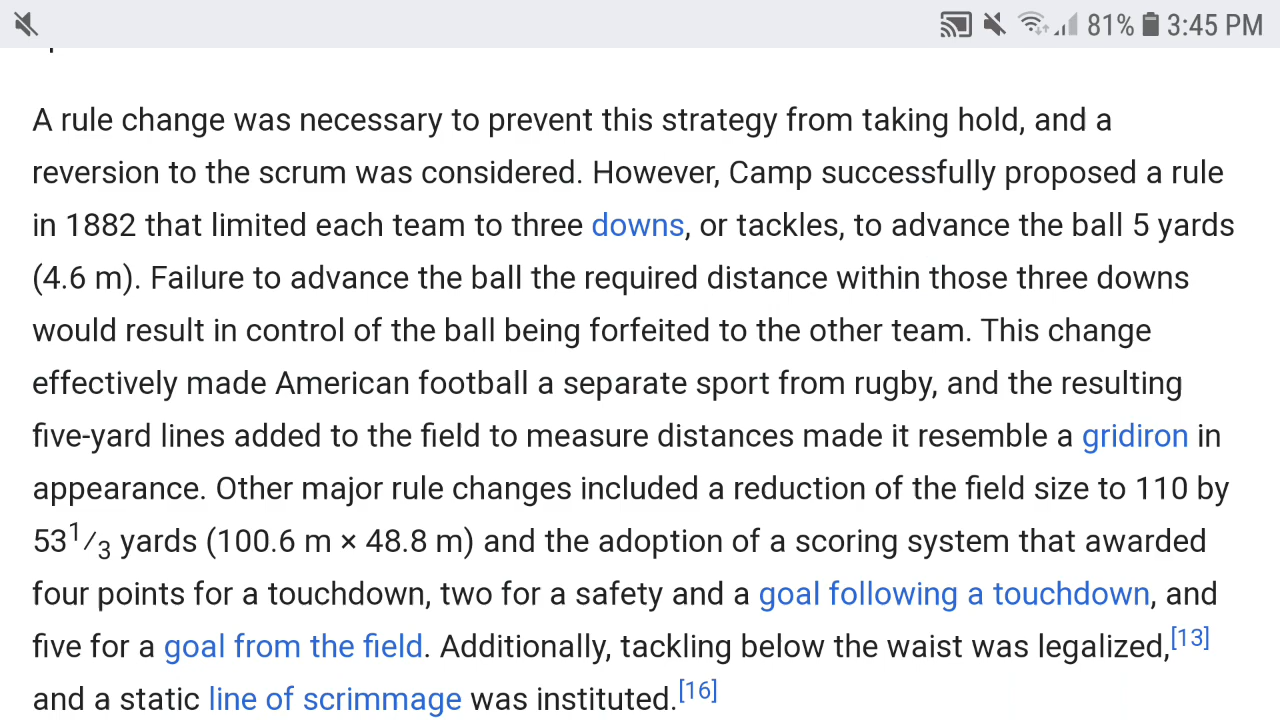 81% 3:45 PM
A rule change was necessary to prevent this strategy from taking hold, and a
reversion to the scrum was considered. However, Camp successfully proposed a rule
in 1882 that limited each team to three downs, or tackles, to advance the ball 5 yards
(4.6 m). Failure to advance the ball the required distance within those three downs
would result in control of the ball being forfeited to the other team. This change
effectively made American football a separate sport from rugby, and the resulting
five-yard lines added to the field to measure distances made it resemble a gridiron in
appearance. Other major rule changes included a reduction of the field size to 110 by
53 1/3 yards (100.6 m × 48.8 m) and the adoption of a scoring system that awarded
four points for a touchdown, two for a safety and a goal following a touchdown, and
five for a goal from the field. Additionally, tackling below the waist was legalized,[13]
and a static line of scrimmage was instituted.[16]